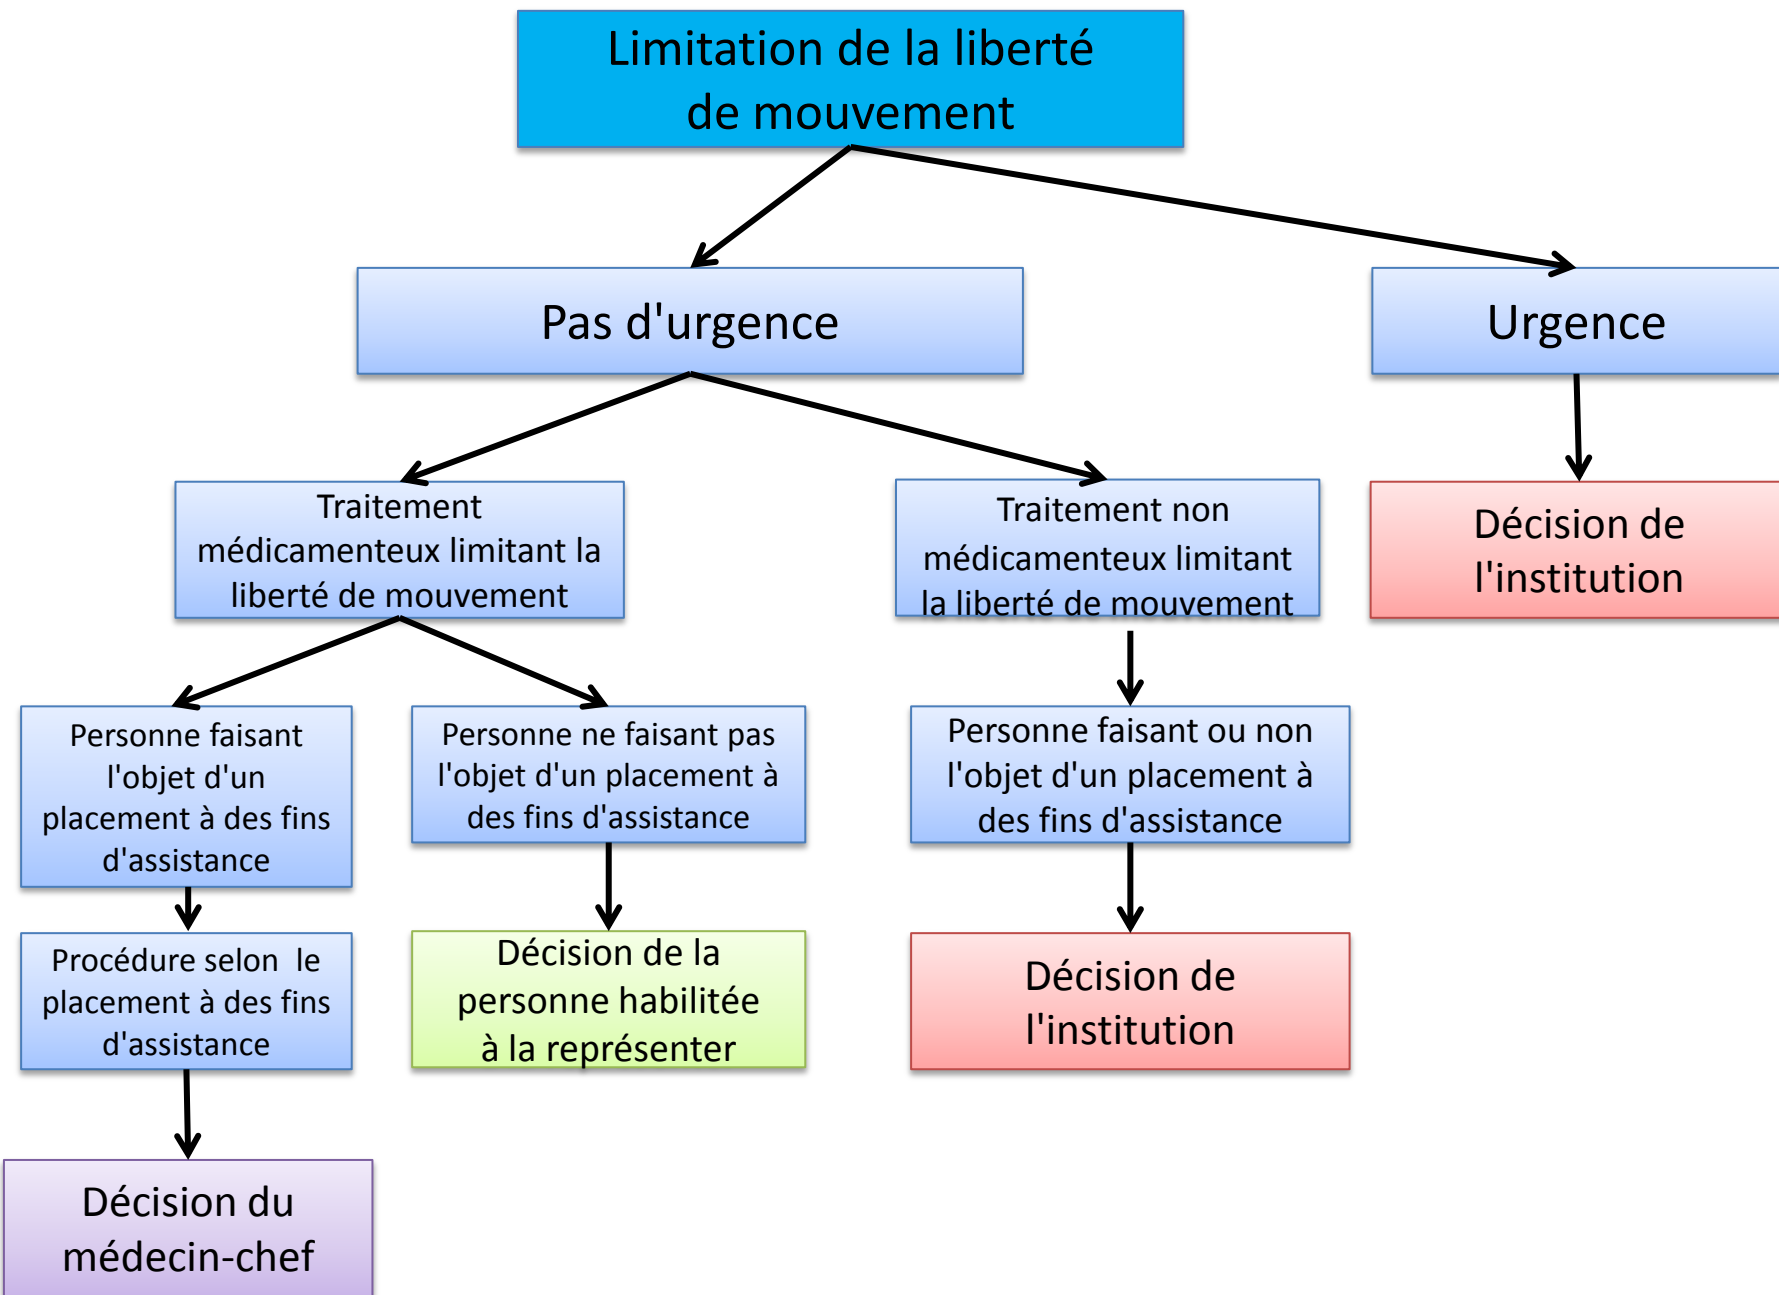 Limitation de la liberté
de mouvement
Pas d'urgence
Urgence
Traitement
médicamenteux limitant la
liberté de mouvement
Traitement non
médicamenteux limitant
la liberté de mouvement
Décision de
l'institution
Personne faisant
l'objet d'un
placement à des fins
d'assistance
Personne ne faisant pas
l'objet d'un placement à
des fins d'assistance
Personne faisant ou non
l'objet d'un placement à
des fins d'assistance
Procédure selon  le
placement à des fins
d'assistance
Décision de la
personne habilitée
à la représenter
Décision de
l'institution
Décision du
médecin-chef